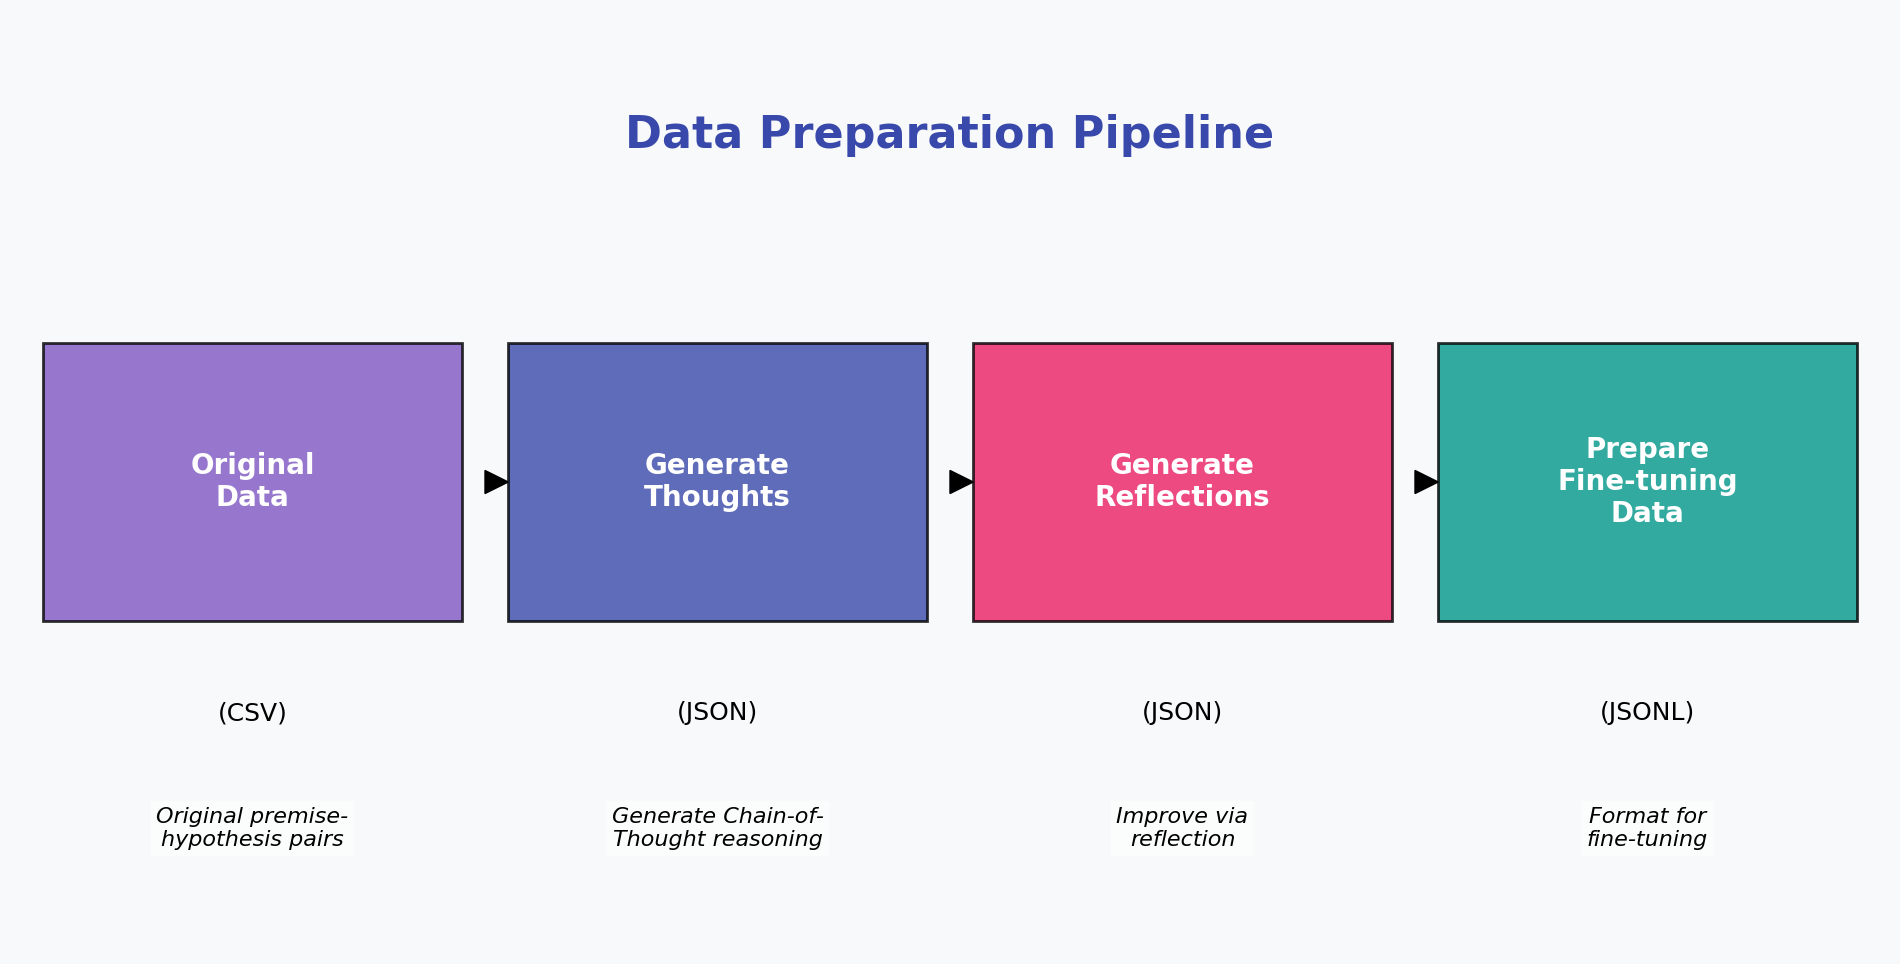 Data Preparation Pipeline
Original
Data
Generate
Thoughts
Generate
Reflections
Prepare
Fine-tuning
Data
(CSV)
(JSON)
(JSON)
(JSONL)
Original premise-
hypothesis pairs
Generate Chain-of-
Thought reasoning
Improve via
reflection
Format for
fine-tuning